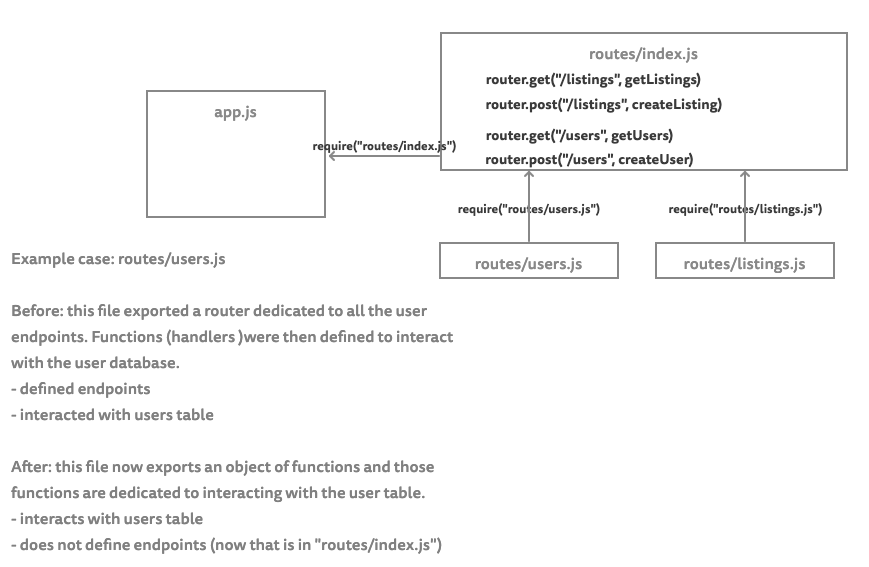 routes/index.js
router.get("/listings", getListings)
router.post("/listings", createListing)
router.get("/users", getUsers)
router.post("/users", createUser)
app.js
require("routes/index.js")
require("routes/users.js")
require("routes/listings.js")
routes/users.js
routes/listings.js
Example case: routes/users.js
Before: this file exported a router dedicated to all the user
endpoints. Functions (handlers )were then defined to interact
with the user database.
- defined endpoints
- interacted with users table
After: this file now exports an object of functions and those
functions are dedicated to interacting with the user table.
- interacts with users table
- does not define endpoints (now that is in "routes/index.js")